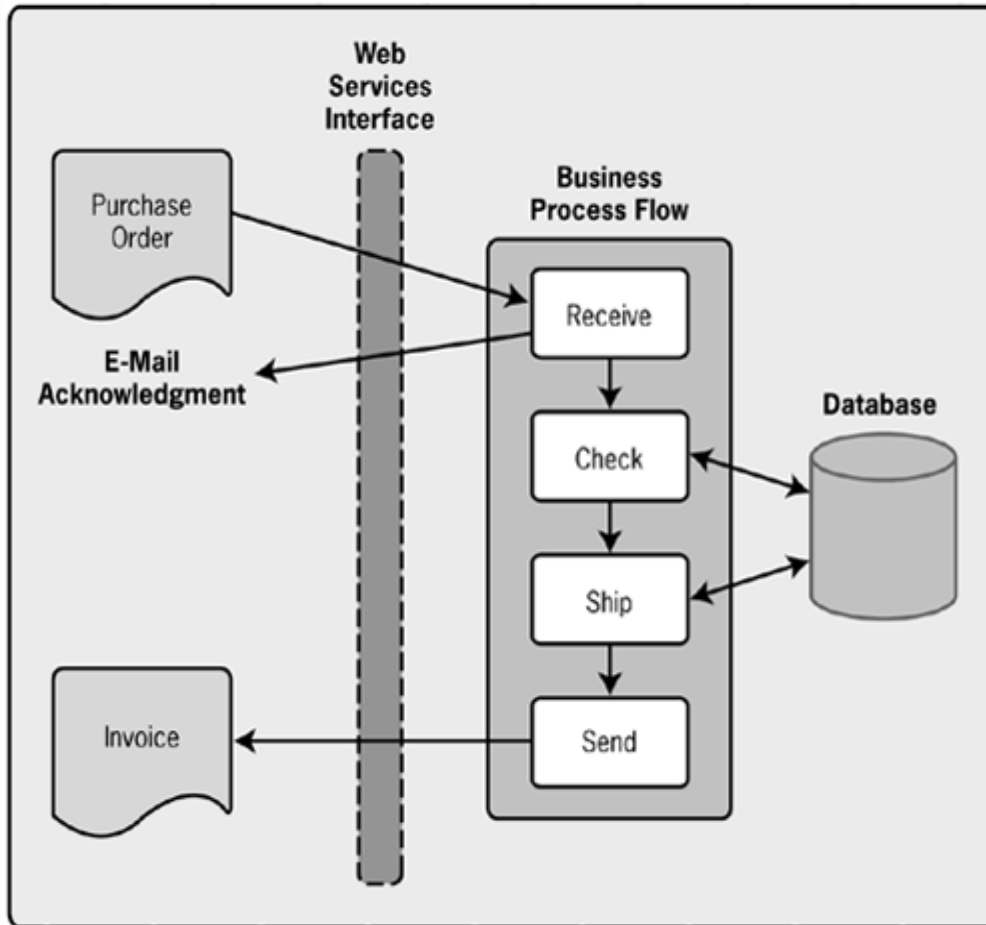 Web
Services
Interface
Purchase
Order
Business
Process Flow
Receive
E-Mail
Acknowledgment
Database
Check
Ship
Invoice
Send